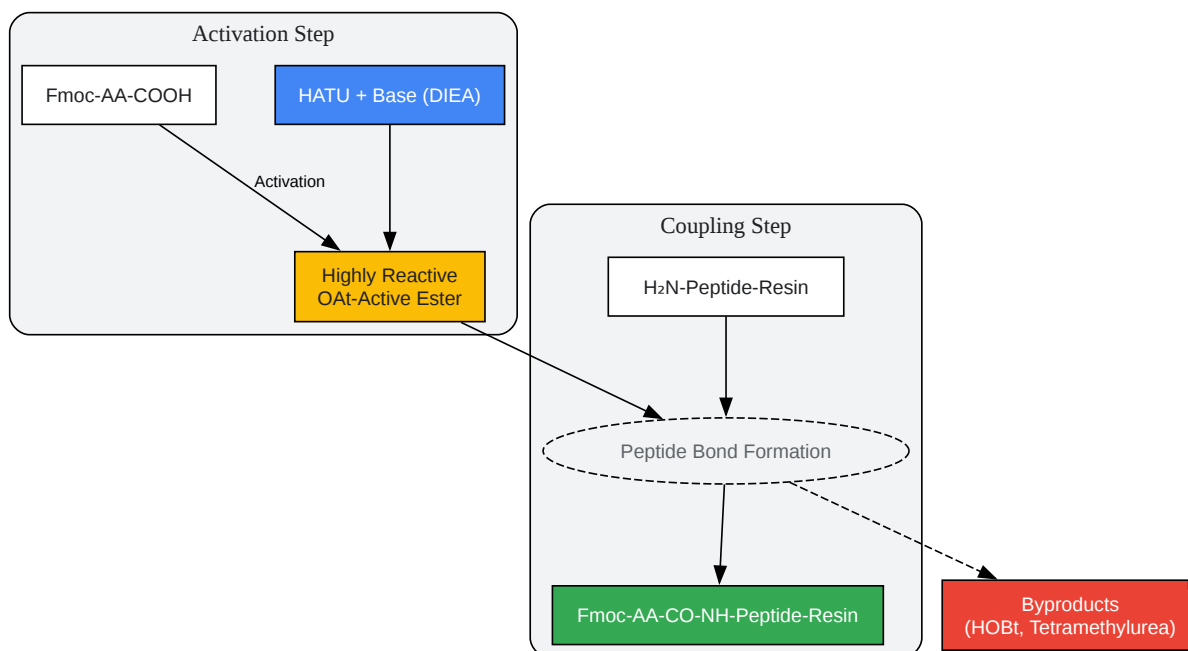 Activation Step
Fmoc-AA-COOH
HATU + Base (DIEA)
Activation
Highly Reactive
OAt-Active Ester
Coupling Step
H₂N-Peptide-Resin
Peptide Bond Formation
Fmoc-AA-CO-NH-Peptide-Resin
Byproducts
(HOBt, Tetramethylurea)